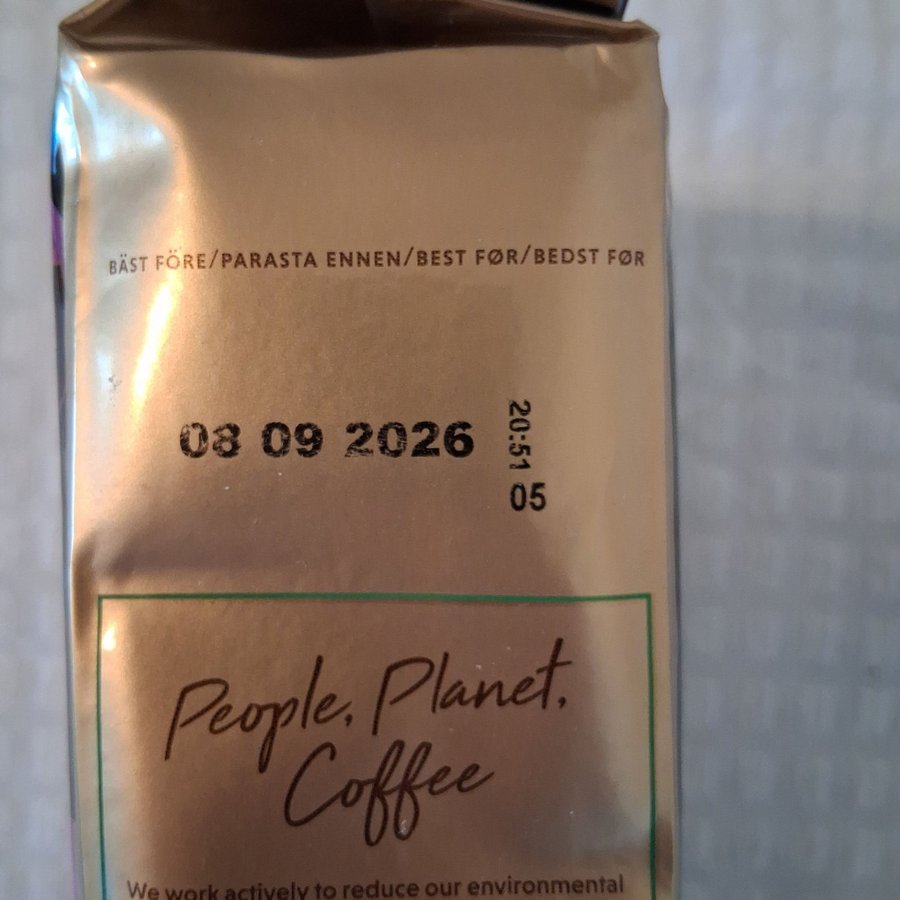 BÄST FÖRE/PARASTA ENNEN/BEST FØR/BEDST FØR
08 09 2026
20:51
05
People, Planet,
Coffee
We work actively to reduce our environmental